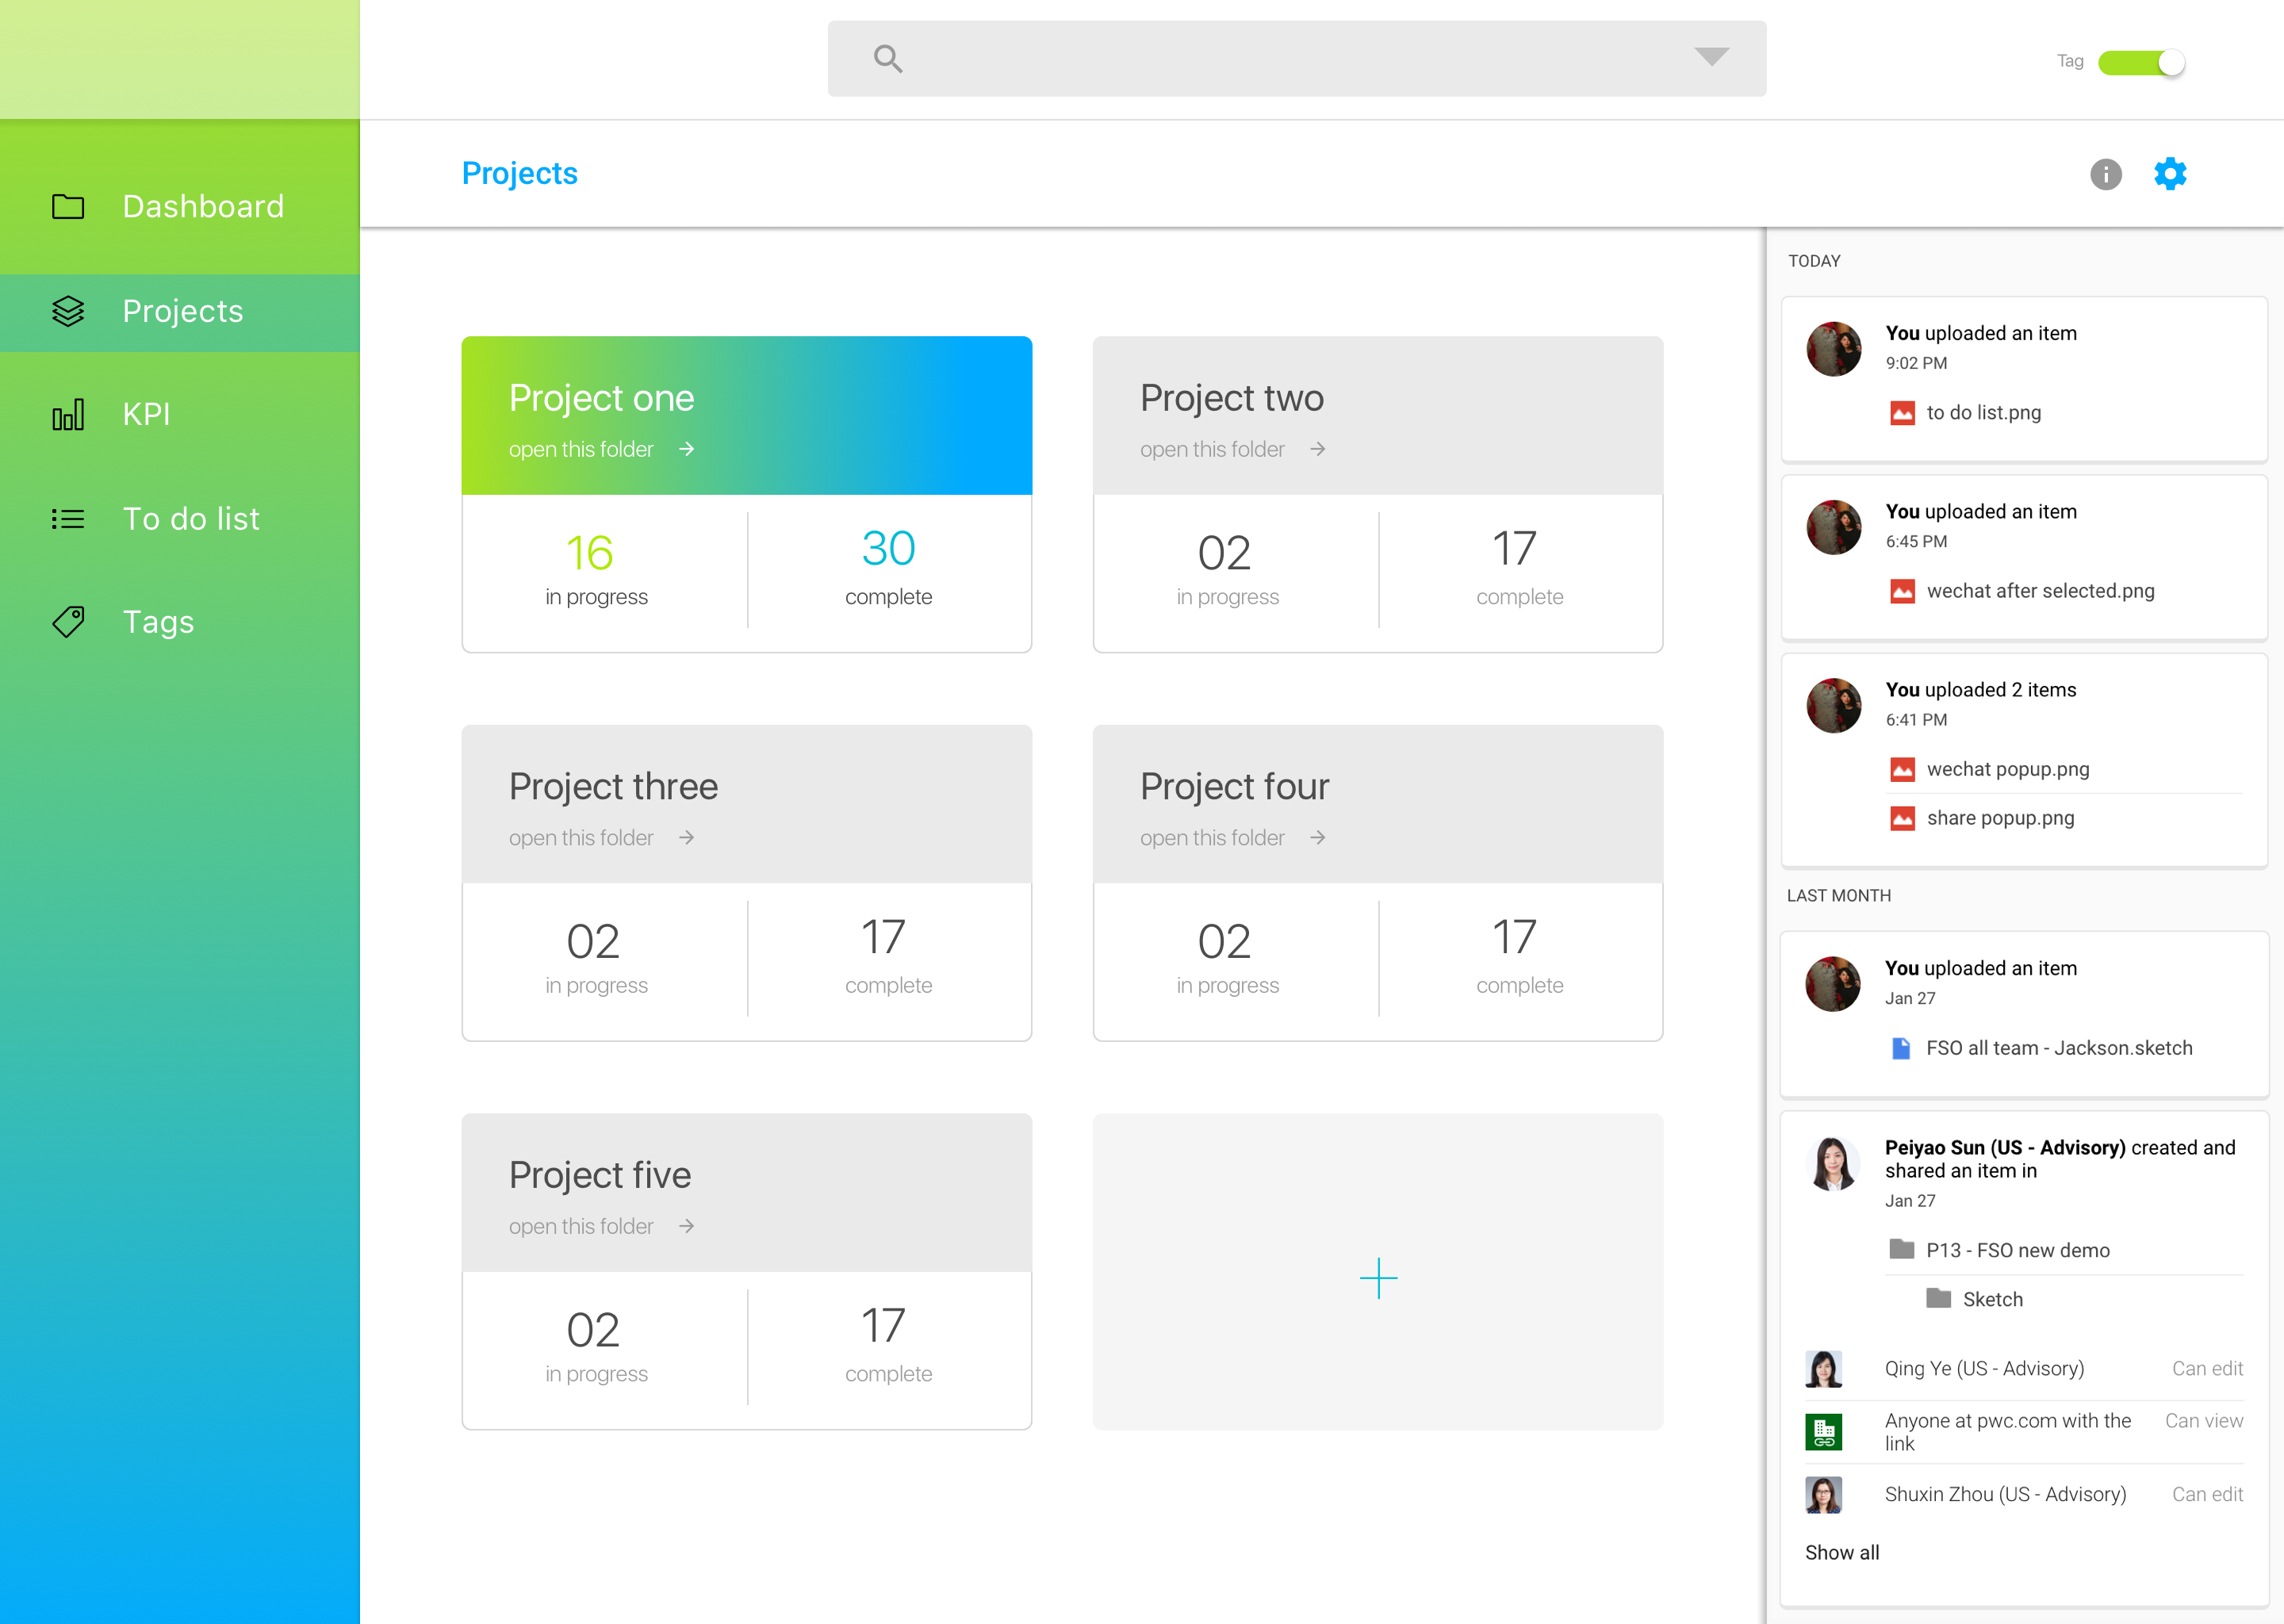 Tag
Dashboard
Projects
KPI
To do list
Tags
Projects
Project one
open this folder
16
in progress
30
complete
Project two
open this folder
02
in progress
17
complete
Project three
open this folder
02
in progress
17
complete
Project four
open this folder
02
in progress
17
complete
Project five
open this folder
02
in progress
17
complete
TODAY
You uploaded an item
9:02 PM
to do list.png
You uploaded an item
6:45 PM
wechat after selected.png
You uploaded 2 items
6:41 PM
wechat popup.png
share popup.png
LAST MONTH
You uploaded an item
Jan 27
FSO all team - Jackson.sketch
Peiyao Sun (US - Advisory) created and
shared an item in
Jan 27
P13 - FSO new demo
Sketch
Qing Ye (US - Advisory) Can edit
Anyone at pwc.com with the Can view
link
Shuxin Zhou (US - Advisory) Can edit
Show all